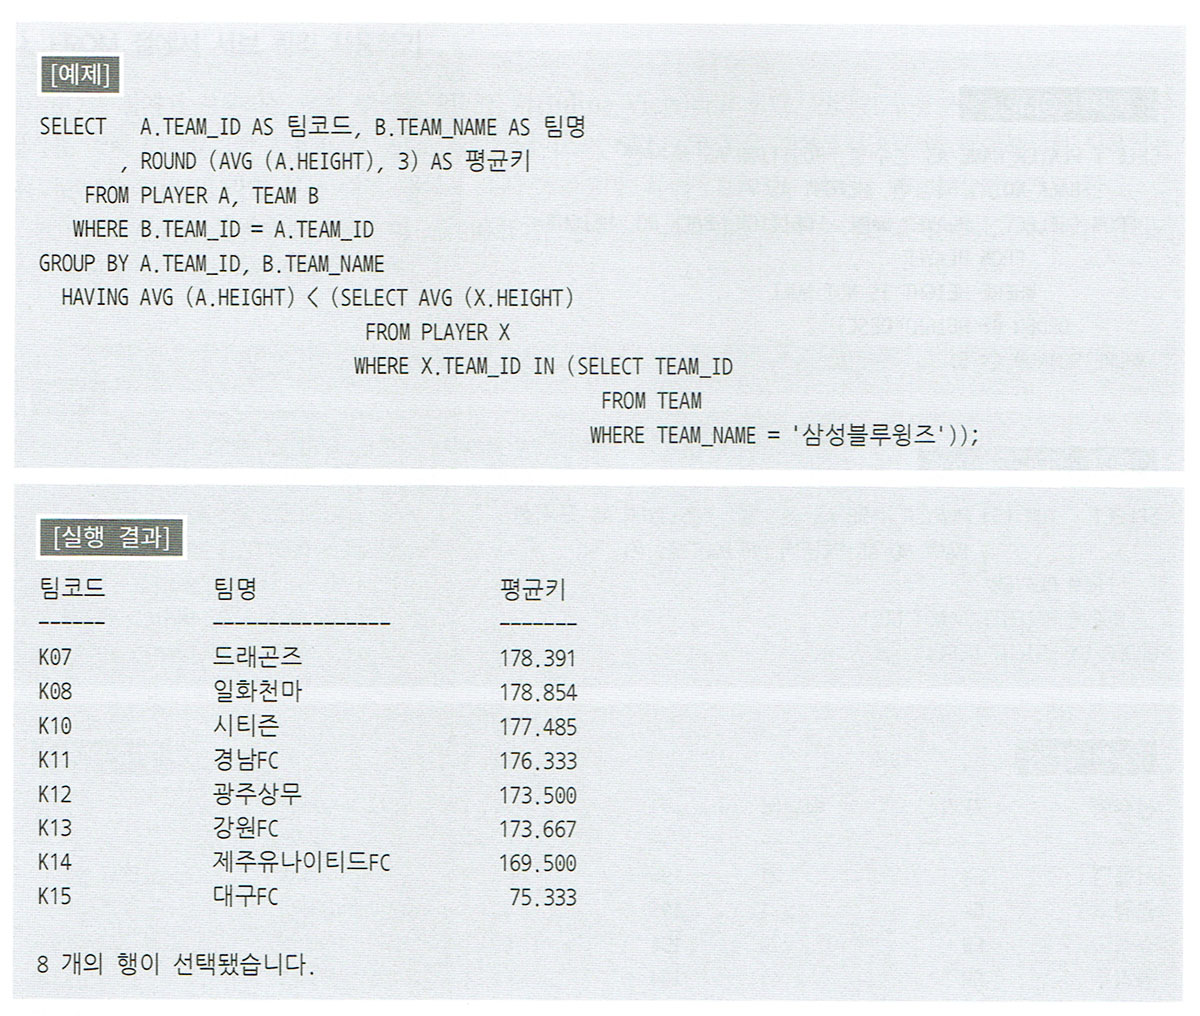 [예제]
SELECT A.TEAM_ID AS 팀코드, B.TEAM_NAME AS 팀명
, ROUND (AVG (A.HEIGHT), 3) AS 평균키
FROM PLAYER A, TEAM B
WHERE B.TEAM_ID = A.TEAM_ID
GROUP BY A.TEAM_ID, B.TEAM_NAME
HAVING AVG (A.HEIGHT) < (SELECT AVG (X.HEIGHT)
FROM PLAYER X
WHERE X.TEAM_ID IN (SELECT TEAM_ID
FROM TEAM
WHERE TEAM_NAME = '삼성블루윙즈'));
[실행 결과]
팀코드 팀명 평균키
------ ---------------- -------
K07 드래곤즈 178.391
K08 일화천마 178.854
K10 시티즌 177.485
K11 경남FC 176.333
K12 광주상무 173.500
K13 강원FC 173.667
K14 제주유나이티드FC 169.500
K15 대구FC 75.333
8 개의 행이 선택됐습니다.